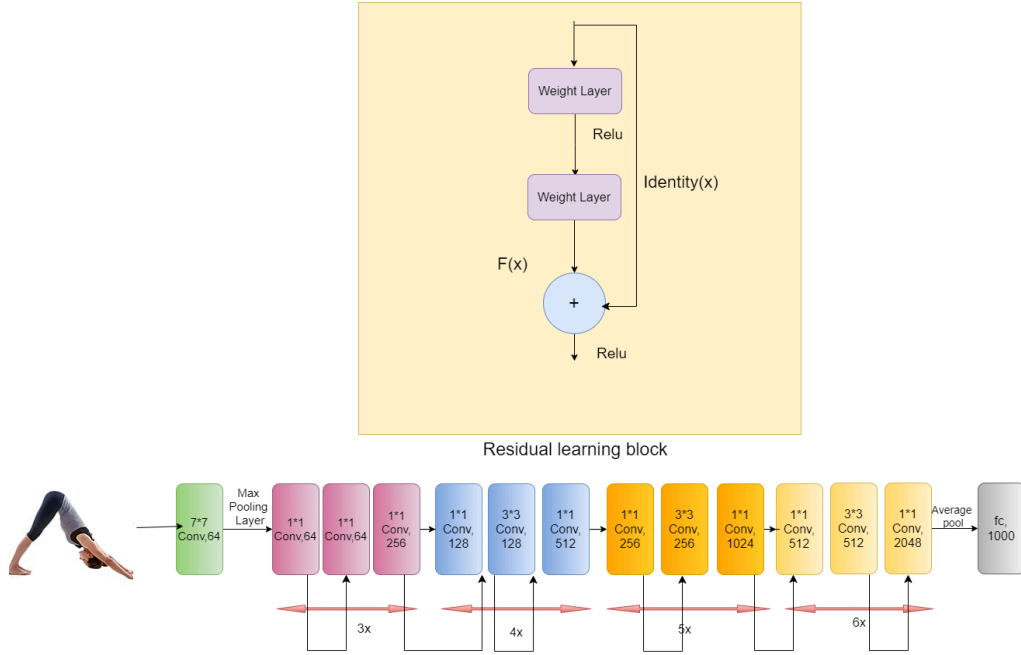 Weight Layer
Relu
Identity(x)
Weight Layer
F(x)
+
Relu
Residual learning block
7*7
Conv,64
Max
Pooling
Layer
1*1
Conv,64
1*1
Conv,64
1*1
Conv,
256
1*1
Conv,
128
3*3
Conv,
128
1*1
Conv,
512
1*1
Conv,
256
3*3
Conv,
256
1*1
Conv,
1024
1*1
Conv,
512
3*3
Conv,
512
1*1
Conv,
2048
Average
pool
fc,
1000
3x
4x
5x
6x